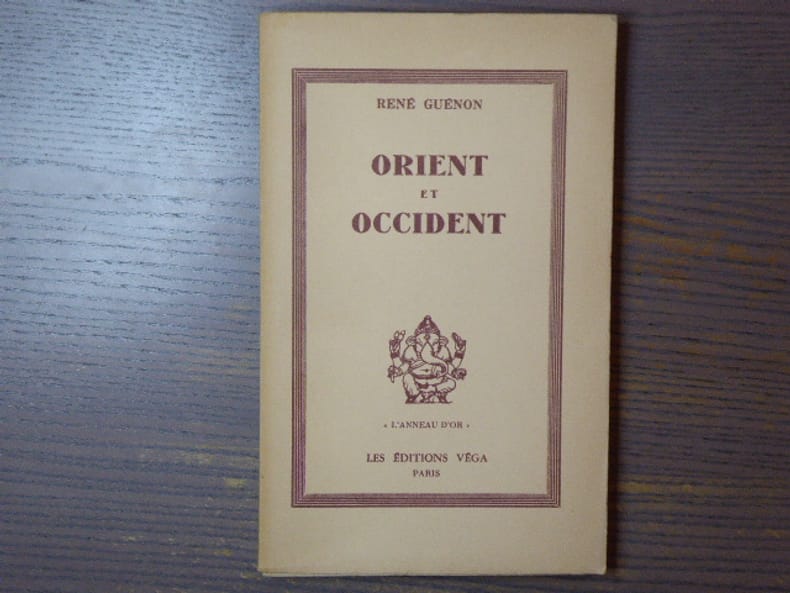 RENÉ GUÉNON
ORIENT
ET
OCCIDENT
« L'ANNEAU D'OR »
LES ÉDITIONS VÉGA
PARIS